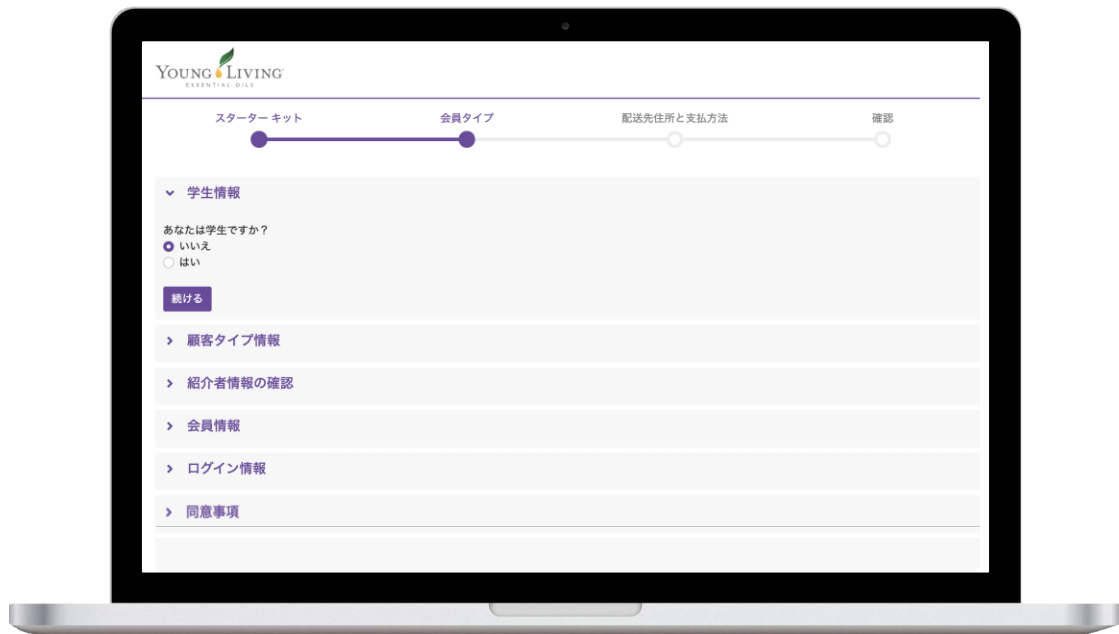 YOUNG LIVING
ESSENTIAL OILS
スターター キット
会員タイプ
配送先住所と支払方法
確認
学生情報
あなたは学生ですか？
いいえ
はい
続ける
顧客タイプ情報
紹介者情報の確認
会員情報
ログイン情報
同意事項